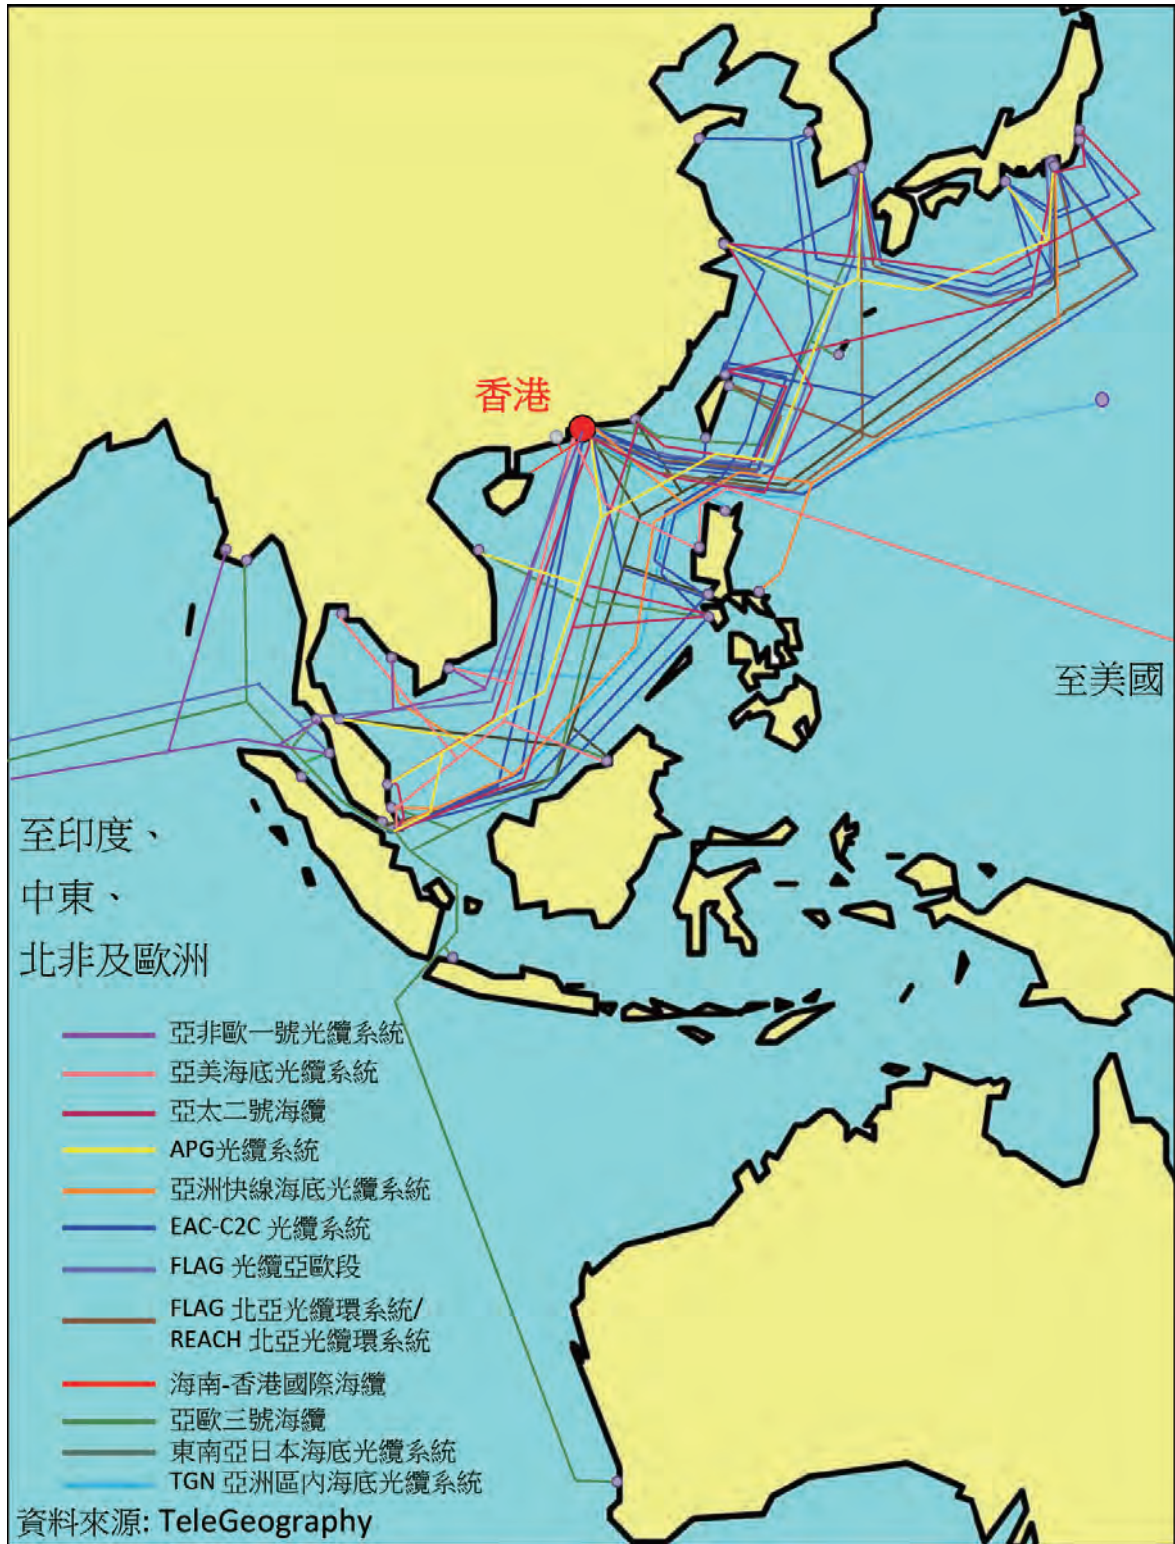 香港
至美國
至印度、
中東、
北非及歐洲
亞非歐一號光纜系統
亞美海底光纜系統
亞太二號海纜
APG光纜系統
亞洲快線海底光纜系統
EAC-C2C 光纜系統
FLAG 光纜亞歐段
FLAG 北亞光纜環系統/
REACH 北亞光纜環系統
海南-香港國際海纜
亞歐三號海纜
東南亞日本海底光纜系統
TGN 亞洲區內海底光纜系統
資料來源: TeleGeography